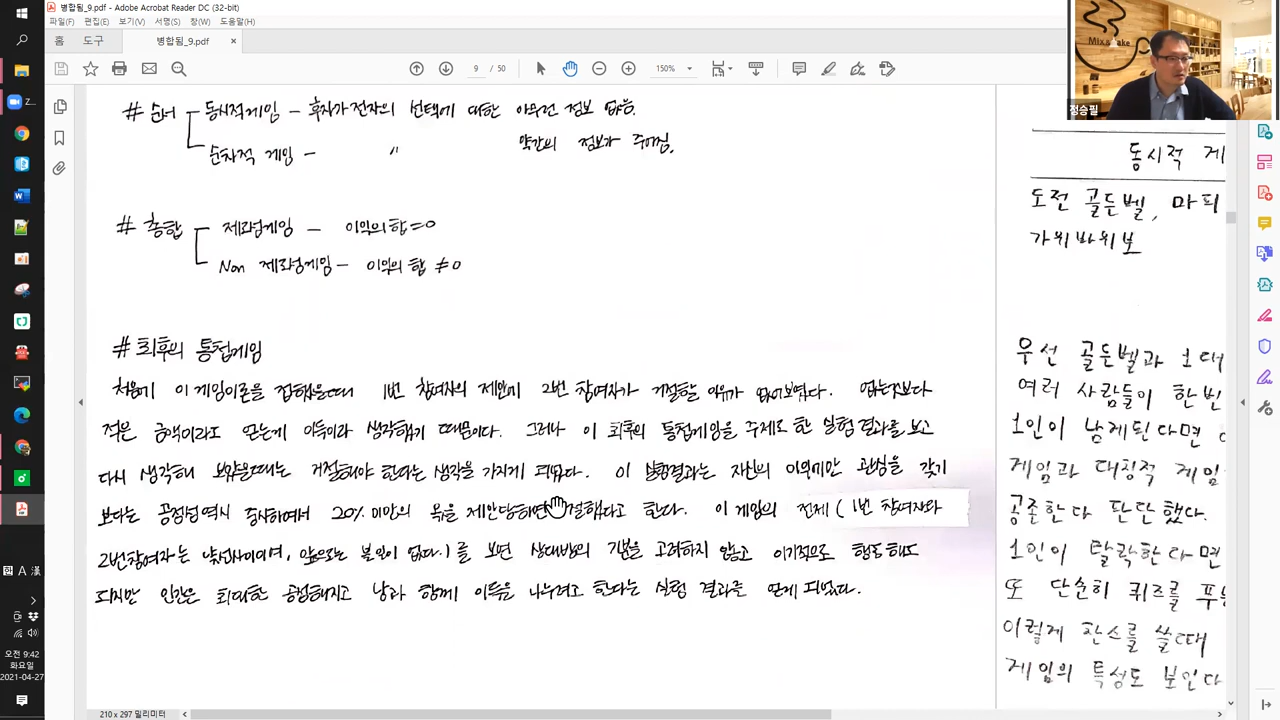 병합됨_9.pdf - Adobe Acrobat Reader DC (32-bit)
파일(F) 편집(E) 보기(V) 서명(S) 창(W) 도움말(H)
홈 도구 병합됨_9.pdf ×
9 / 50 150%
Mix&Bake
정승필
# 순서 동시적게임 - 후자가 전자의 선택에 대한 아무런 정보 없음.
순차적 게임 - " 약간의 정보가 주어짐.
# 총합 제로섬게임 - 이익의 합 = 0
Non 제로섬게임 - 이익의 합 ≠ 0
# 최후의 통첩게임
처음에 이 게임이론을 접했을때 1번 참여자의 제안에 2번 참여자가 거절할 이유가 없어보였다. 없는것보다
적은 금액이라도 얻는게 이득이라 생각했기 때문이다. 그러나 이 최후의 통첩게임을 주제로 한 실험결과를 보고
다시 생각해 보았을때는 거절해야 한다는 생각을 가지게 되었다. 이 실험결과는 자신의 이익에만 관심을 갖기
보다는 공정성 역시 중시하여서 20% 미만의 몫을 제안당하면 거절했다고 한다. 이 게임의 전제 ( 1번 참여자와
2번참여자는 낯선사이이며, 앞으로는 볼일이 없다.) 를 보면 상대방의 기분을 고려하지 않고 이기적으로 행동해도
되지만 인간은 최대한 공정해지고 남과 함께 이득을 나누려고 한다는 실험 결과를 얻게 되었다.
동시적 게
도전 골든벨, 마피
가위바위보
우선 골든벨과 1대
여러 사람들이 한번
1인이 남게된다면
게임과 대칭적 게임
공존한다 판단했다.
1인이 탈락한다면
또 단순히 퀴즈를 푸는
이렇게 찬스를 쓸때
게임의 특성도 보인다
한 A 漢
오전 9:42
화요일
2021-04-27
210 x 297 밀리미터